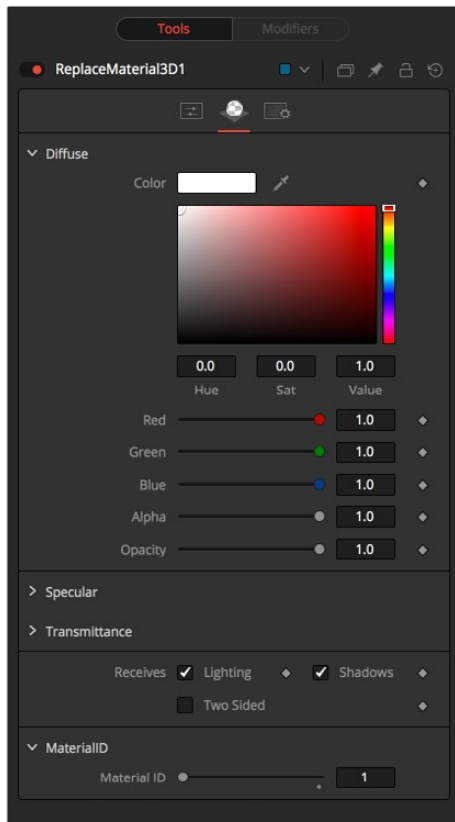 Tools Modifiers
ReplaceMaterial3D1
Diffuse
Color
0.0 0.0 1.0
Hue Sat Value
Red 1.0
Green 1.0
Blue 1.0
Alpha 1.0
Opacity 1.0
Specular
Transmittance
Receives Lighting Shadows
Two Sided
MaterialID
Material ID 1